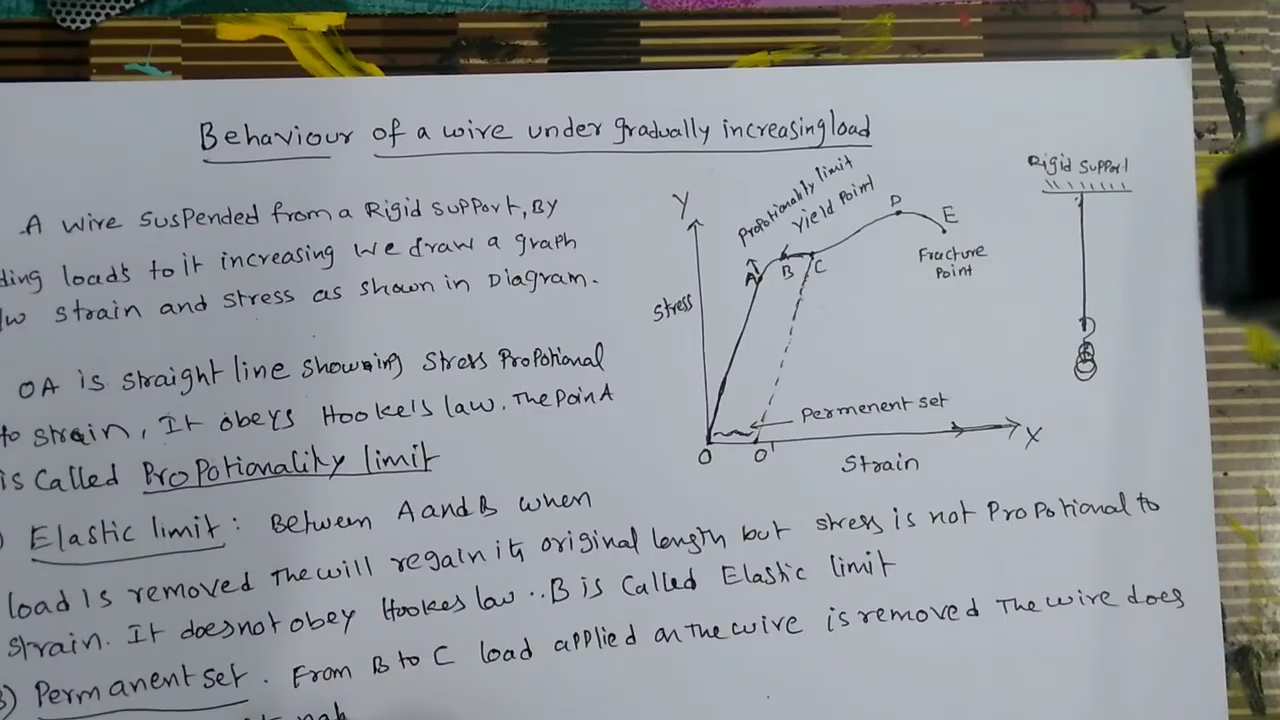 Behaviour of a wire under gradually increasing load
A wire suspended from a Rigid support, By
ding loads to it increasing we draw a graph
/w strain and stress as shown in Diagram.
OA is straight line showing stress Propotional
to strain, It obeys Hooke's law. The Poin A
is called Propotionality limit
) Elastic limit: Between A and B when
load is removed The will regain its original length but stress is not Propotional to
strain. It does not obey Hookes law ∴ B is called Elastic limit
3) Permanent set. From B to C load applied on The wire is removed The wire does
Y
Stress
Propotionality limit
yield Point
A
B
C
D
E
Fracture
Point
Permenent set
O
O'
X
Strain
Rigid support